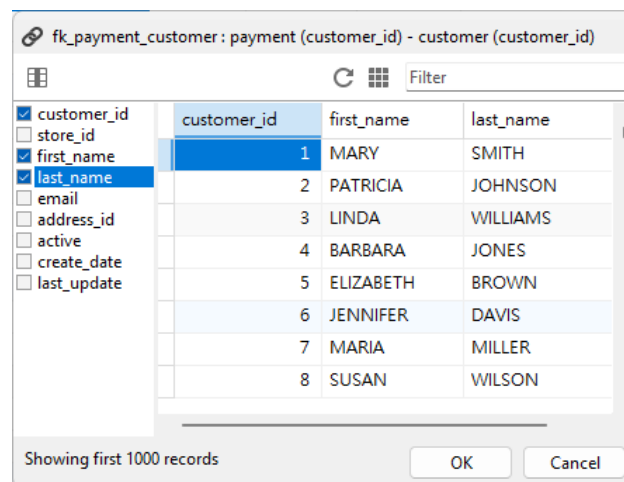 fk_payment_customer : payment (customer_id) - customer (customer_id)
Filter
customer_id
store_id
first_name
last_name
email
address_id
active
create_date
last_update
customer_id first_name last_name
1 MARY SMITH
2 PATRICIA JOHNSON
3 LINDA WILLIAMS
4 BARBARA JONES
5 ELIZABETH BROWN
6 JENNIFER DAVIS
7 MARIA MILLER
8 SUSAN WILSON
Showing first 1000 records
OK Cancel